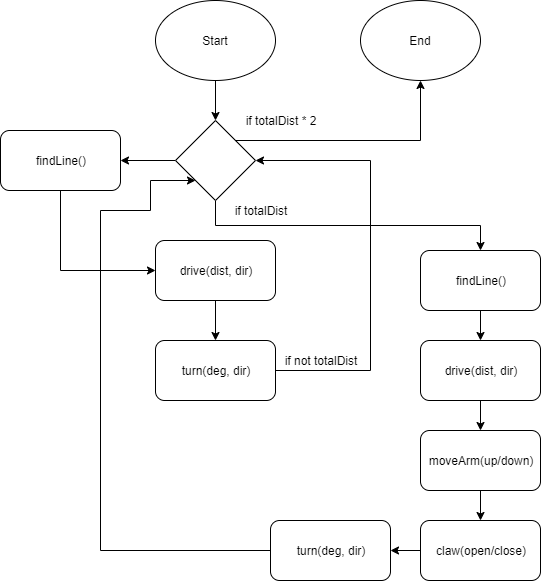 Start
End
if totalDist * 2
findLine()
if totalDist
drive(dist, dir)
findLine()
if not totalDist
turn(deg, dir)
drive(dist, dir)
moveArm(up/down)
turn(deg, dir)
claw(open/close)